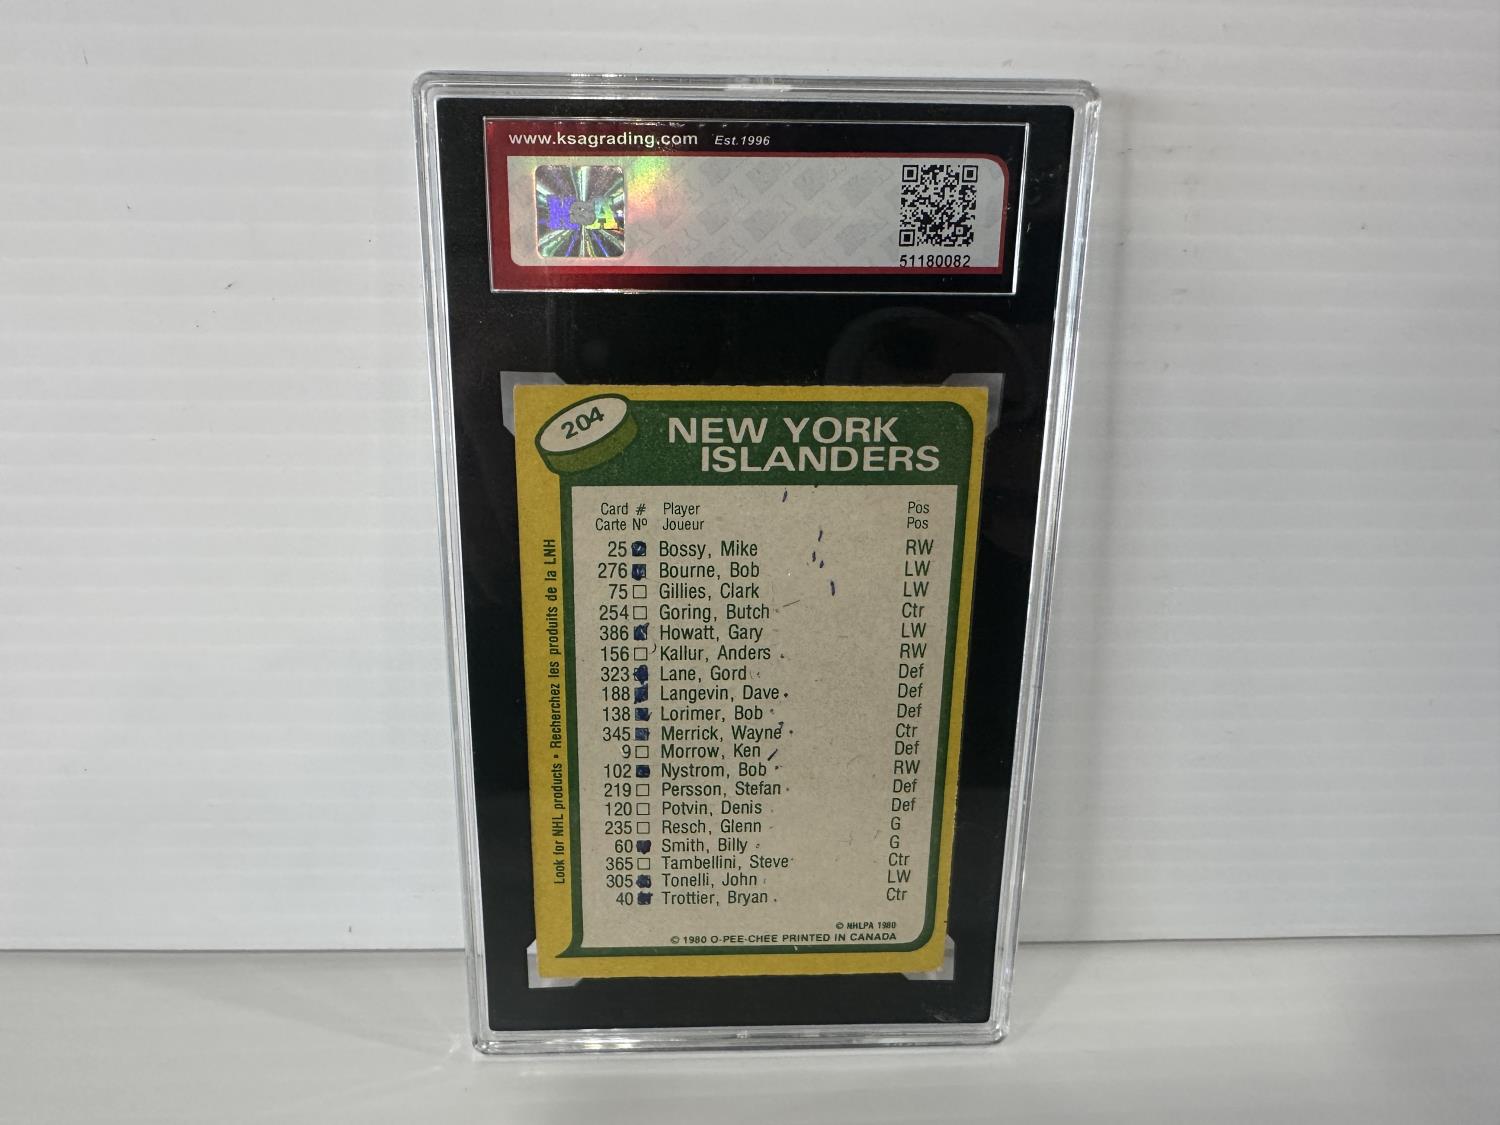 www.ksagrading.com Est.1996
KSA
51180082
204
NEW YORK
ISLANDERS
Card # Player Pos
Carte Nº Joueur Pos
25 Bossy, Mike RW
276 Bourne, Bob LW
75 □ Gillies, Clark LW
254 □ Goring, Butch Ctr
386 Howatt, Gary LW
156 □ Kallur, Anders RW
323 Lane, Gord Def
188 Langevin, Dave Def
138 Lorimer, Bob Def
345 Merrick, Wayne Ctr
9 □ Morrow, Ken Def
102 Nystrom, Bob RW
219 □ Persson, Stefan Def
120 □ Potvin, Denis Def
235 □ Resch, Glenn G
60 Smith, Billy G
365 □ Tambellini, Steve Ctr
305 Tonelli, John LW
40 Trottier, Bryan Ctr
© NHLPA 1980
© 1980 O-PEE-CHEE PRINTED IN CANADA
Look for NHL products • Recherchez les produits de la LNH